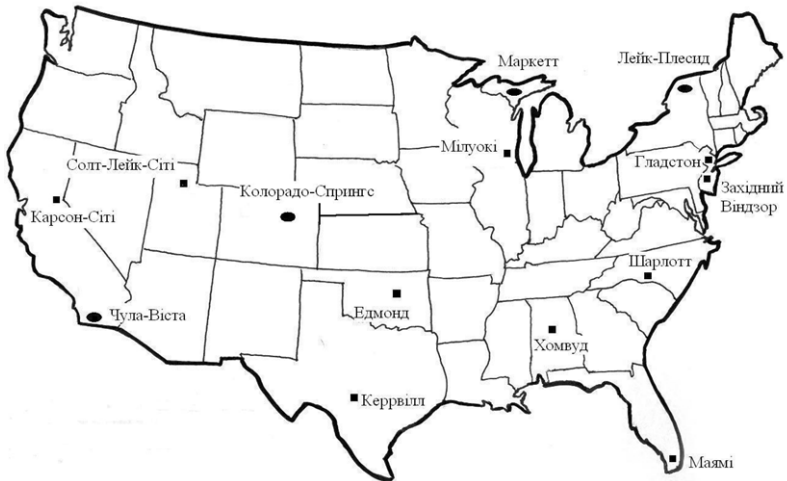 Маркетт
Лейк-Плесид
Мілуокі
Солт-Лейк-Сіті
Гладстон
Колорадо-Спрингс
Західний
Віндзор
Карсон-Сіті
Шарлотт
Чула-Віста
Едмонд
Хомвуд
Керрвілл
Маямі